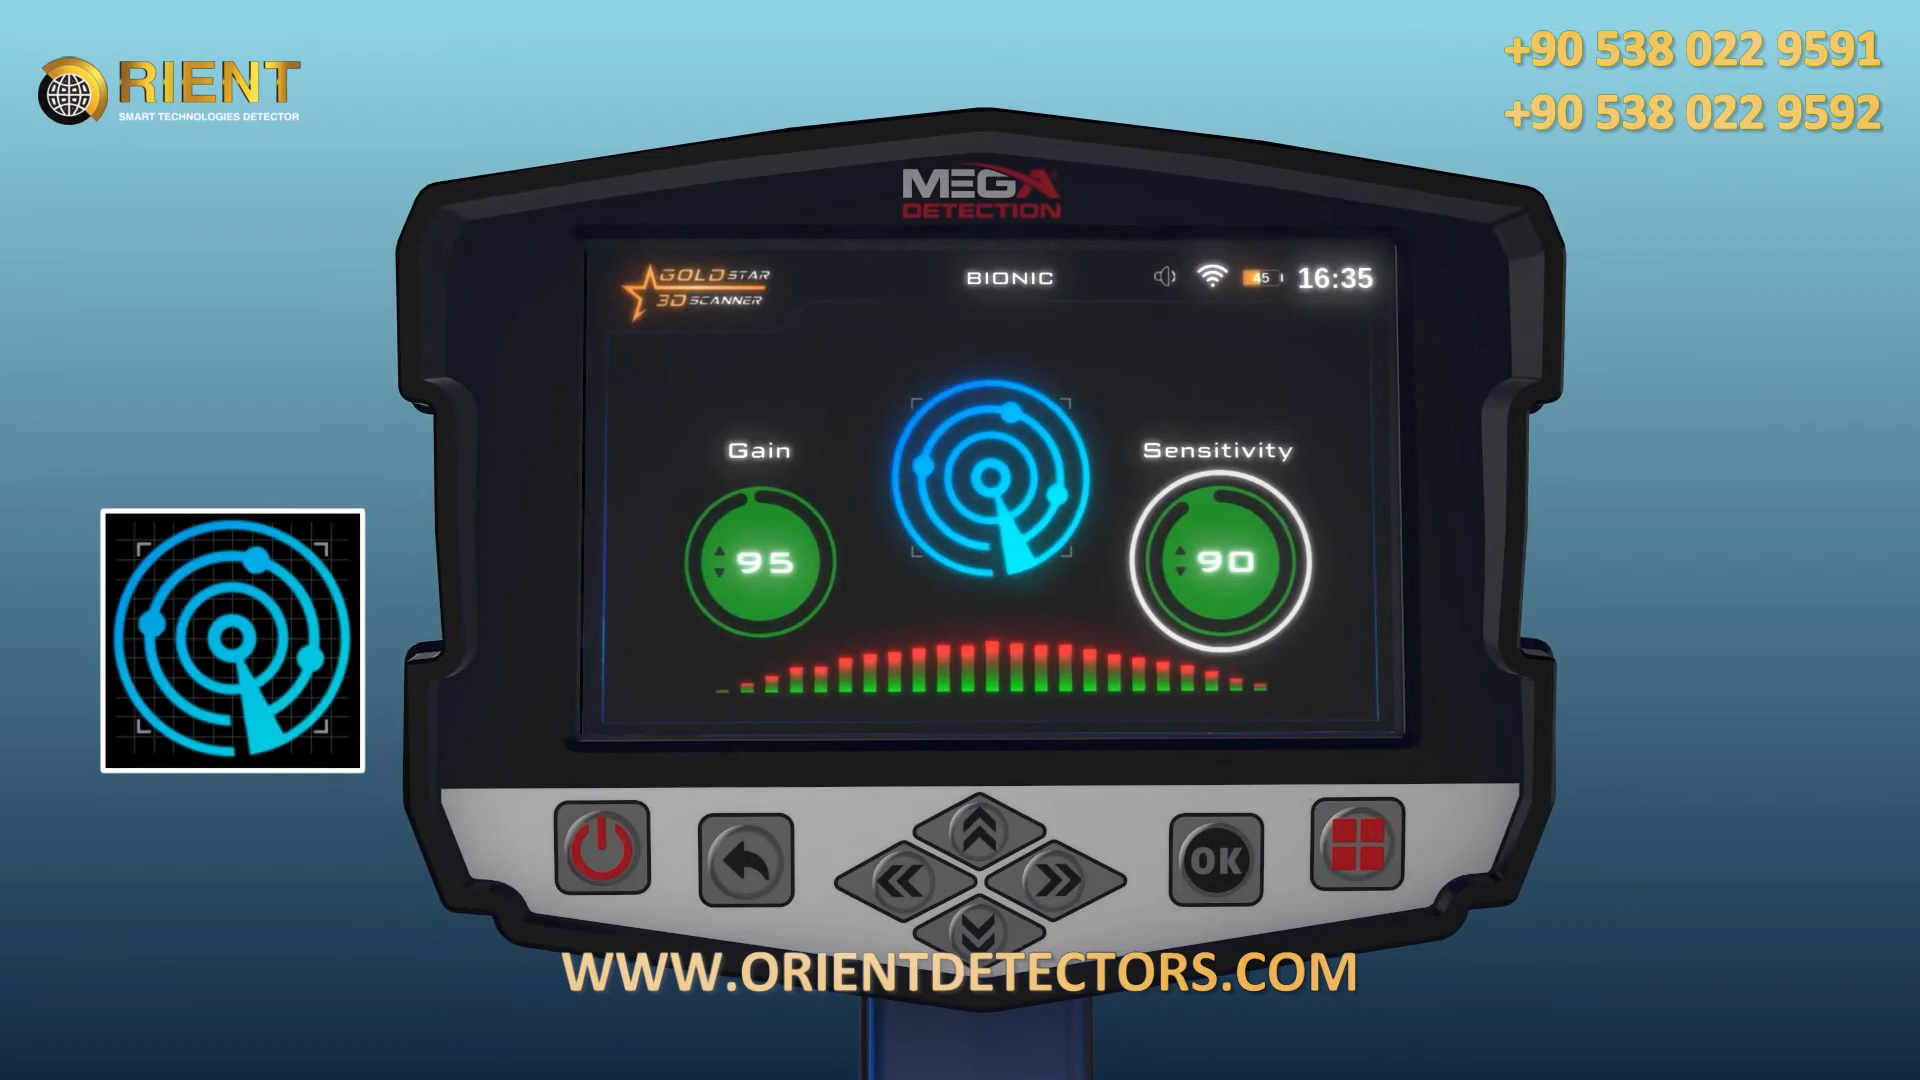 ORIENT
SMART TECHNOLOGIES DETECTOR
+90 538 022 9591
+90 538 022 9592
MEGA
DETECTION
GOLD STAR
3D SCANNER
BIONIC
45
16:35
Gain
Sensitivity
95
90
OK
WWW.ORIENTDETECTORS.COM